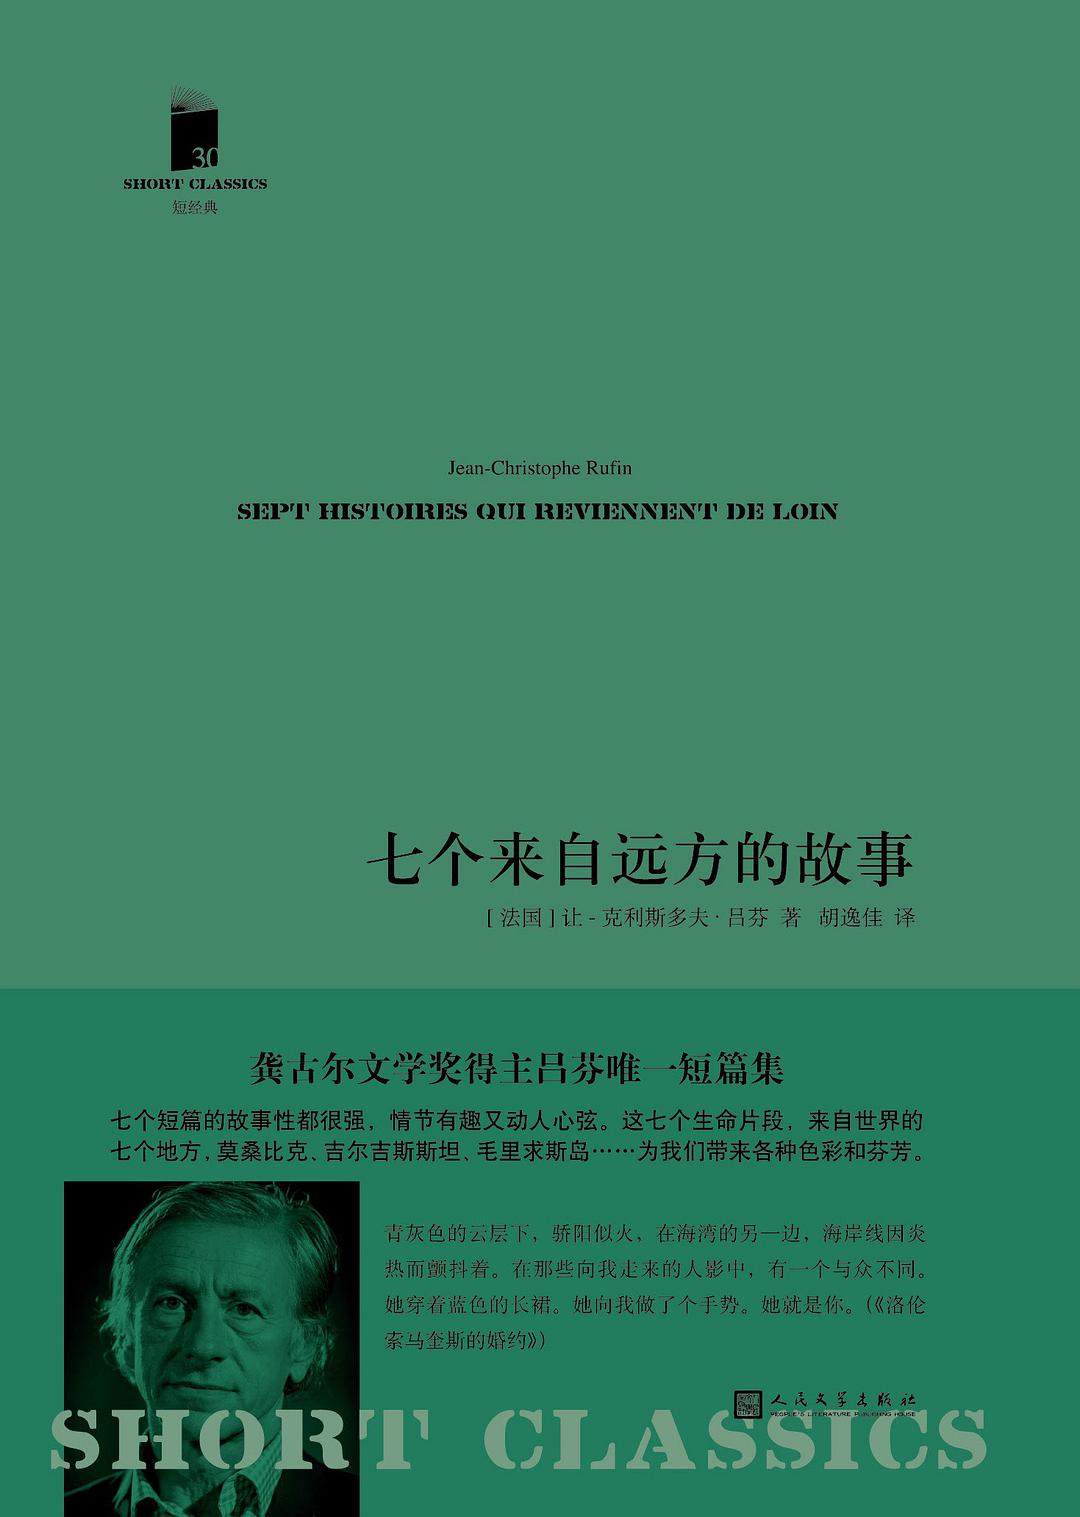 30
SHORT CLASSICS
短经典
Jean-Christophe Rufin
SEPT HISTOIRES QUI REVIENNENT DE LOIN
七个来自远方的故事
[ 法国 ] 让 - 克利斯多夫 · 吕芬 著 胡逸佳 译
龚古尔文学奖得主吕芬唯一短篇集
七个短篇的故事性都很强，情节有趣又动人心弦。这七个生命片段，来自世界的
七个地方，莫桑比克、吉尔吉斯斯坦、毛里求斯岛……为我们带来各种色彩和芬芳。
青灰色的云层下，骄阳似火，在海湾的另一边，海岸线因炎
热而颤抖着。在那些向我走来的人影中，有一个与众不同。
她穿着蓝色的长裙。她向我做了个手势。她就是你。(《洛伦
索马奎斯的婚约》)
人民文学出版社
PEOPLE'S LITERATURE PUBLISHING HOUSE
SHORT CLASSICS